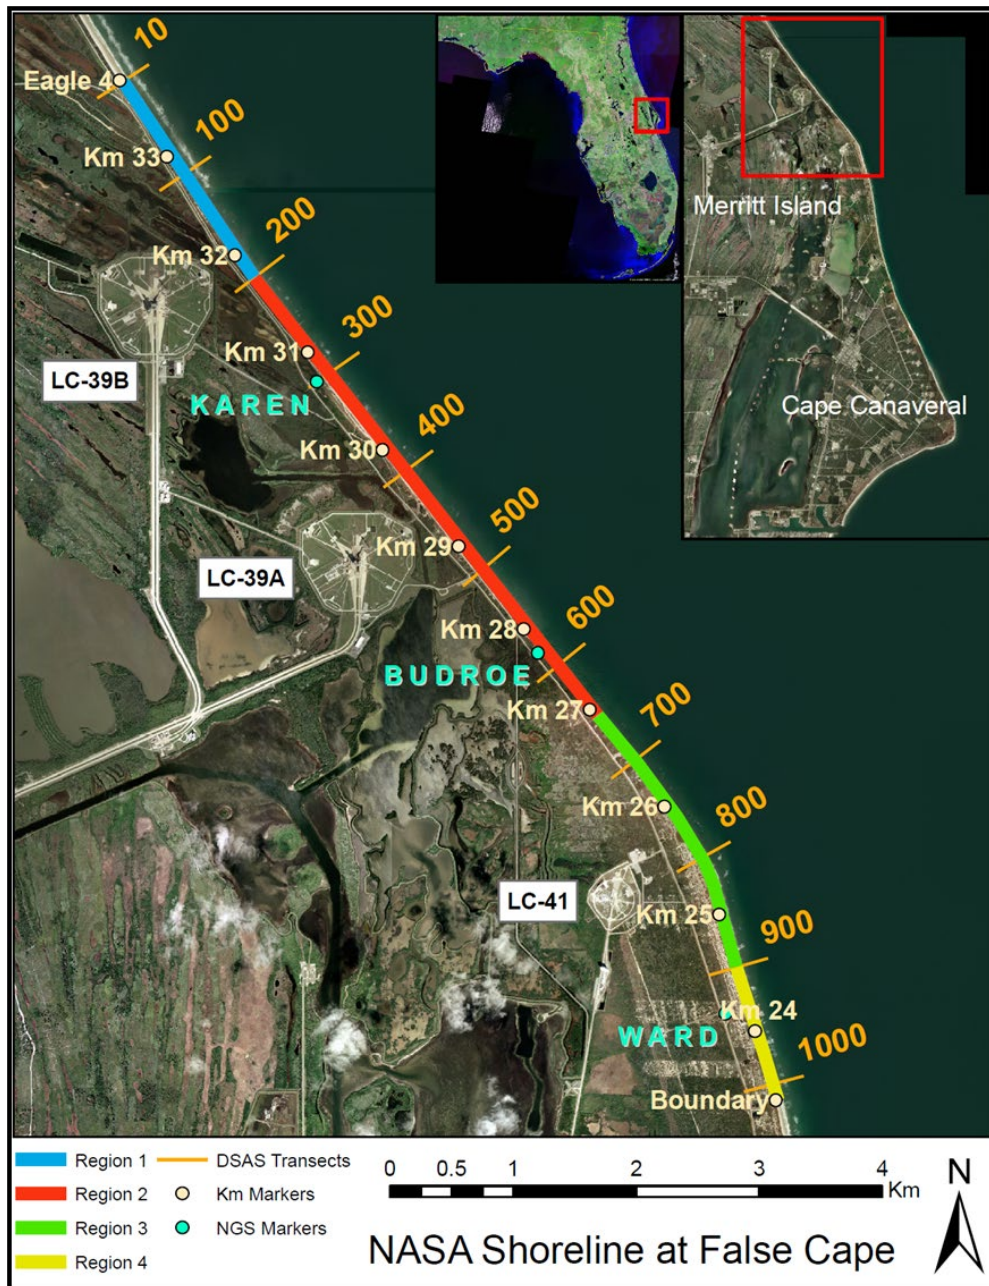 10
Eagle 4
100
Km 33
200
Km 32
300
Km 31
LC-39B
KAREN
400
Km 30
500
Km 29
LC-39A
600
Km 28
BUDROE
Km 27
700
Km 26
800
LC-41
Km 25
900
Km 24
WARD
1000
Boundary
Merritt Island
Cape Canaveral
Region 1
Region 2
Region 3
Region 4
DSAS Transects
Km Markers
NGS Markers
0 0.5 1 2 3 4
Km
N
NASA Shoreline at False Cape